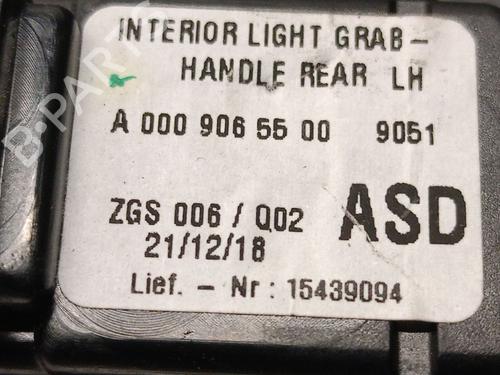 INTERIOR LIGHT GRAB-
HANDLE REAR LH
A 000 906 55 00 9051
ZGS 006 / Q02 ASD
21/12/18
Lief. - Nr : 15439094
B-PARTS